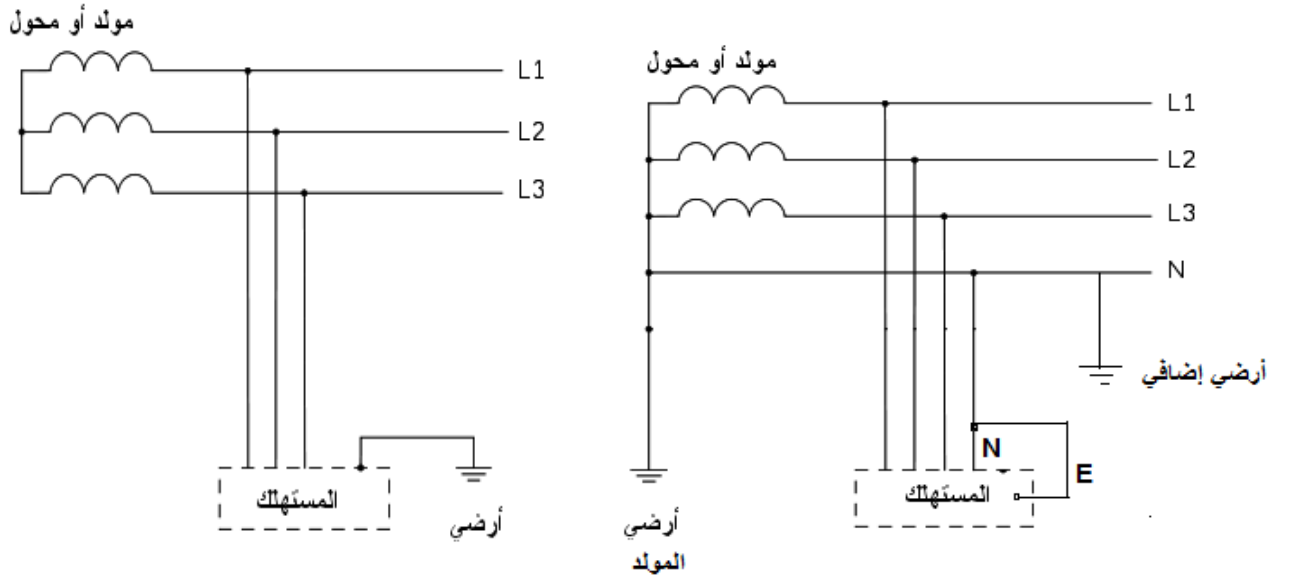 مولد أو محول
L1
L2
L3
المستهلك
أرضي
مولد أو محول
L1
L2
L3
N
أرضي إضافي
N
E
المستهلك
أرضي
المولد